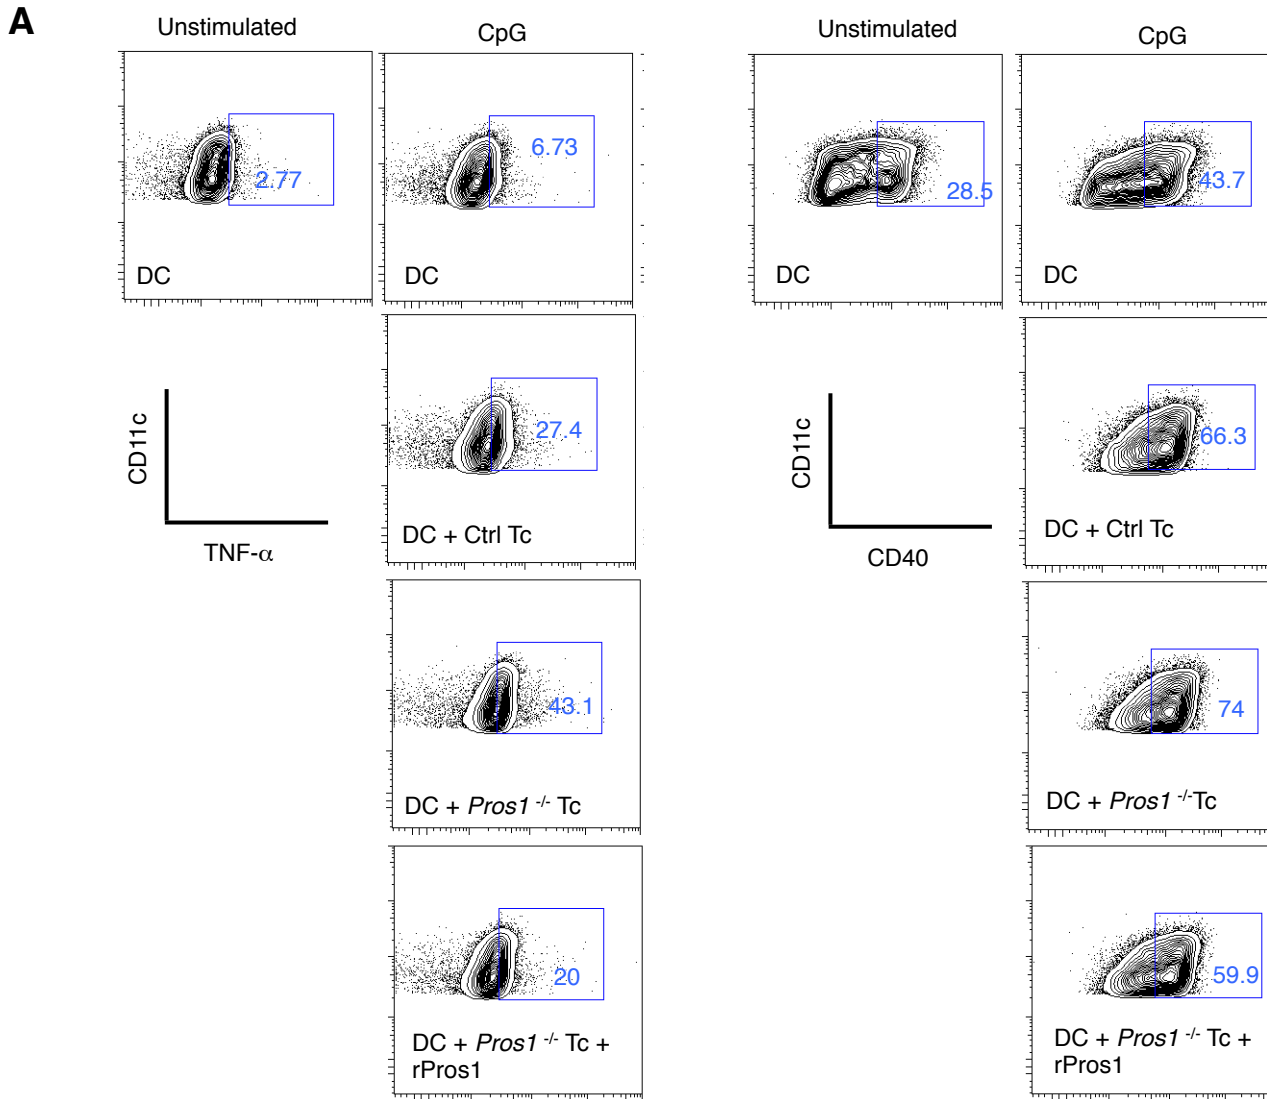 A
Unstimulated
CpG
2.77
DC
6.73
DC
CD11c
TNF-α
27.4
DC + Ctrl Tc
43.1
DC + Pros1 -/- Tc
20
DC + Pros1 -/- Tc +
rPros1
Unstimulated
CpG
28.5
DC
43.7
DC
CD11c
CD40
66.3
DC + Ctrl Tc
74
DC + Pros1 -/-Tc
59.9
DC + Pros1 -/- Tc +
rPros1